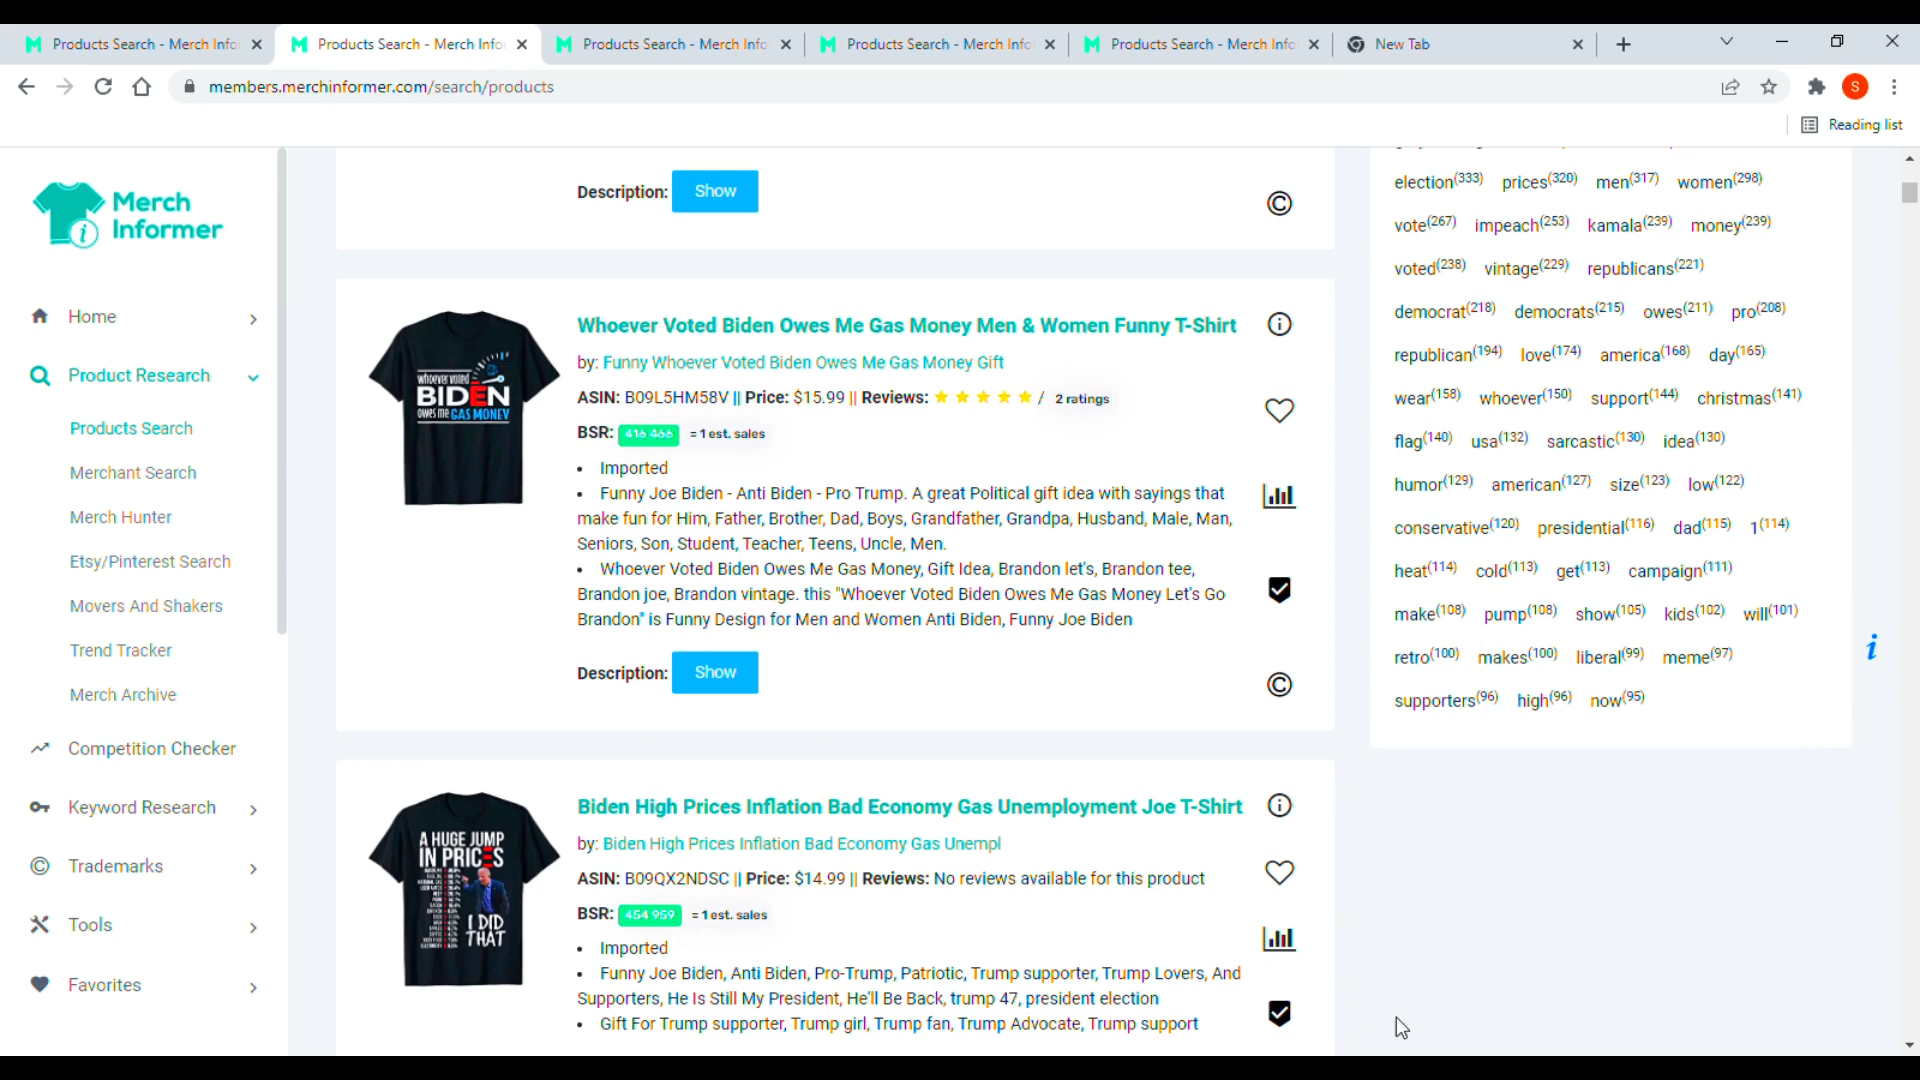 Products Search - Merch Info
Products Search - Merch Info
Products Search - Merch Info
Products Search - Merch Info
Products Search - Merch Info
New Tab
members.merchinformer.com/search/products
S
Reading list
Merch
Informer
Home
Product Research
Products Search
Merchant Search
Merch Hunter
Etsy/Pinterest Search
Movers And Shakers
Trend Tracker
Merch Archive
Competition Checker
Keyword Research
Trademarks
Tools
Favorites
Description: Show
whoever voted
BIDEN
owes me GAS MONEY
Whoever Voted Biden Owes Me Gas Money Men & Women Funny T-Shirt
by: Funny Whoever Voted Biden Owes Me Gas Money Gift
ASIN: B09L5HM58V || Price: $15.99 || Reviews: / 2 ratings
BSR: 416 466 = 1 est. sales
• Imported
• Funny Joe Biden - Anti Biden - Pro Trump. A great Political gift idea with sayings that
make fun for Him, Father, Brother, Dad, Boys, Grandfather, Grandpa, Husband, Male, Man,
Seniors, Son, Student, Teacher, Teens, Uncle, Men.
• Whoever Voted Biden Owes Me Gas Money, Gift Idea, Brandon let's, Brandon tee,
Brandon joe, Brandon vintage. this "Whoever Voted Biden Owes Me Gas Money Let's Go
Brandon" is Funny Design for Men and Women Anti Biden, Funny Joe Biden
Description: Show
A HUGE JUMP
IN PRICES
I DID
THAT
Biden High Prices Inflation Bad Economy Gas Unemployment Joe T-Shirt
by: Biden High Prices Inflation Bad Economy Gas Unempl
ASIN: B09QX2NDSC || Price: $14.99 || Reviews: No reviews available for this product
BSR: 454 959 = 1 est. sales
• Imported
• Funny Joe Biden, Anti Biden, Pro-Trump, Patriotic, Trump supporter, Trump Lovers, And
Supporters, He Is Still My President, He'll Be Back, trump 47, president election
• Gift For Trump supporter, Trump girl, Trump fan, Trump Advocate, Trump support
election(333) prices(320) men(317) women(298)
vote(267) impeach(253) kamala(239) money(239)
voted(238) vintage(229) republicans(221)
democrat(218) democrats(215) owes(211) pro(208)
republican(194) love(174) america(168) day(165)
wear(158) whoever(150) support(144) christmas(141)
flag(140) usa(132) sarcastic(130) idea(130)
humor(129) american(127) size(123) low(122)
conservative(120) presidential(116) dad(115) 1(114)
heat(114) cold(113) get(113) campaign(111)
make(108) pump(108) show(105) kids(102) will(101)
retro(100) makes(100) liberal(99) meme(97)
supporters(96) high(96) now(95)